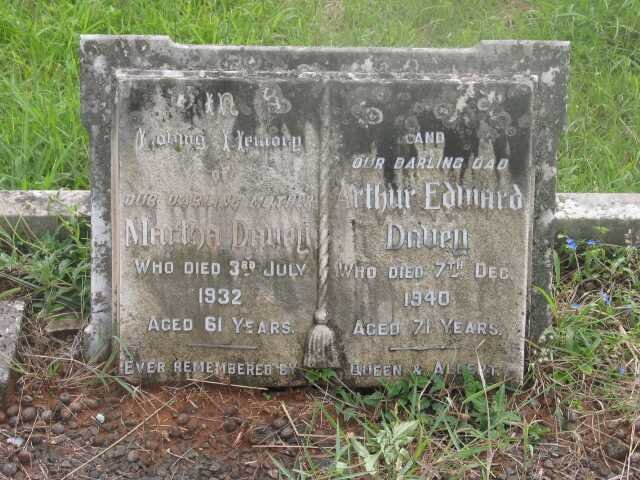 In
Loving Memory
of
OUR DARLING MOTHER
Martha Davey
WHO DIED 3RD JULY
1932
AGED 61 YEARS.
EVER REMEMBERED BY
AND
OUR DARLING DAD
Arthur Edward
Davey
WHO DIED 7TH DEC.
1940
AGED 71 YEARS.
QUEEN & ALBERT.